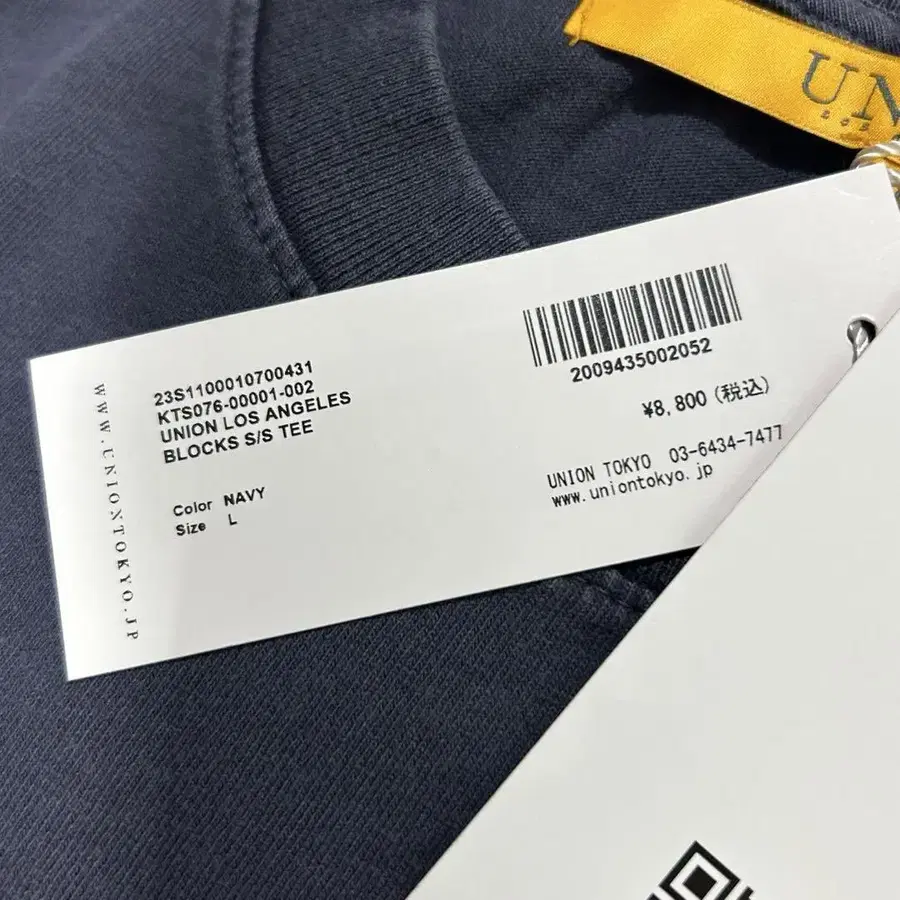 UN
23S1100010700431
KTS076-00001-002
UNION LOS ANGELES
BLOCKS S/S TEE
Color NAVY
Size L
2009435002052
¥8,800 (税込)
UNION TOKYO 03-6434-7477
www.uniontokyo.jp
WWW.UNIONTOKYO.JP